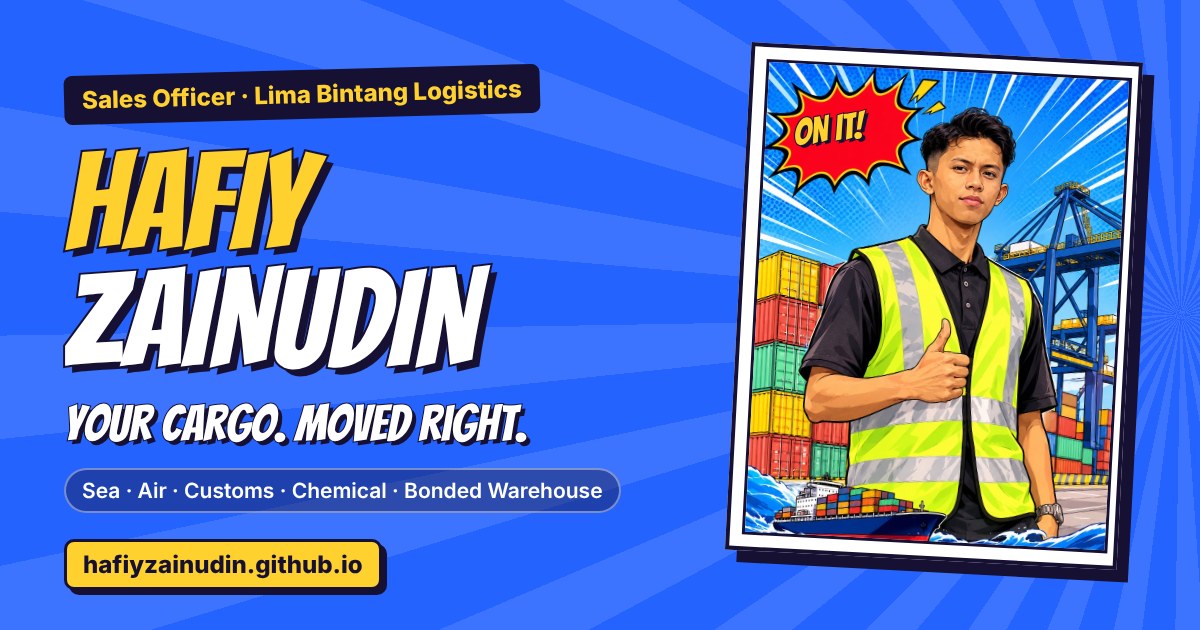 Sales Officer · Lima Bintang Logistics
HAFIY
ZAINUDIN
YOUR CARGO. MOVED RIGHT.
Sea · Air · Customs · Chemical · Bonded Warehouse
hafiyzainudin.github.io
ON IT!